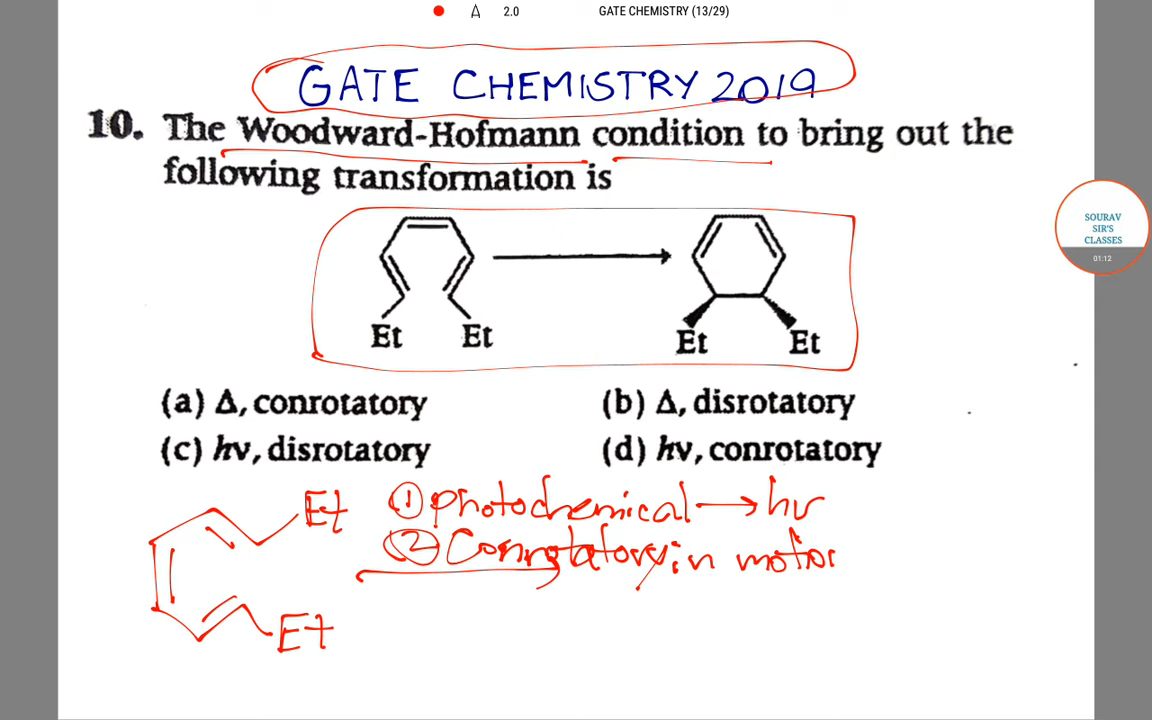 A 2.0 GATE CHEMISTRY (13/29)
GATE CHEMISTRY 2019
10. The Woodward-Hofmann condition to bring out the
following transformation is
SOURAV
SIR'S
CLASSES
01:12
Et Et Et Et
(a) Δ, conrotatory (b) Δ, disrotatory
(c) hν, disrotatory (d) hν, conrotatory
Et ① photochemical → hν
② Conrotatory in motion
Et